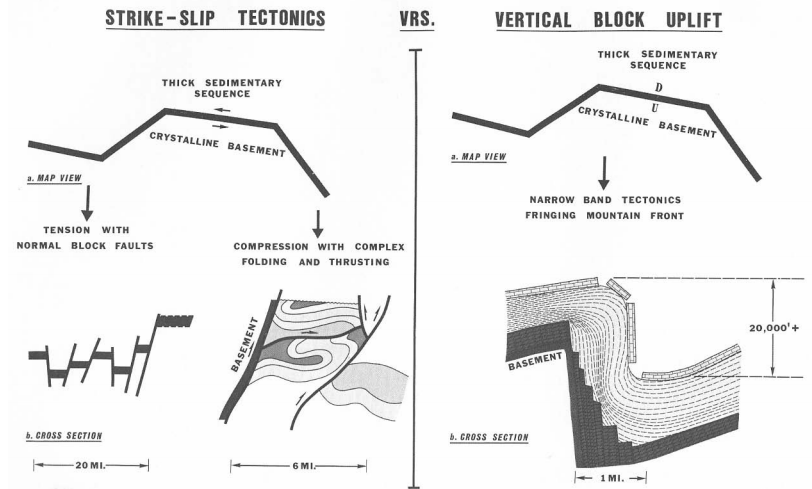 STRIKE-SLIP TECTONICS
VRS.
VERTICAL BLOCK UPLIFT
THICK SEDIMENTARY
SEQUENCE
CRYSTALLINE BASEMENT
a. MAP VIEW
TENSION WITH
NORMAL BLOCK FAULTS
COMPRESSION WITH COMPLEX
FOLDING AND THRUSTING
BASEMENT
b. CROSS SECTION
20 MI.
6 MI.
THICK SEDIMENTARY
SEQUENCE
D
U
CRYSTALLINE BASEMENT
a. MAP VIEW
NARROW BAND TECTONICS
FRINGING MOUNTAIN FRONT
20,000'+
BASEMENT
b. CROSS SECTION
1 MI.